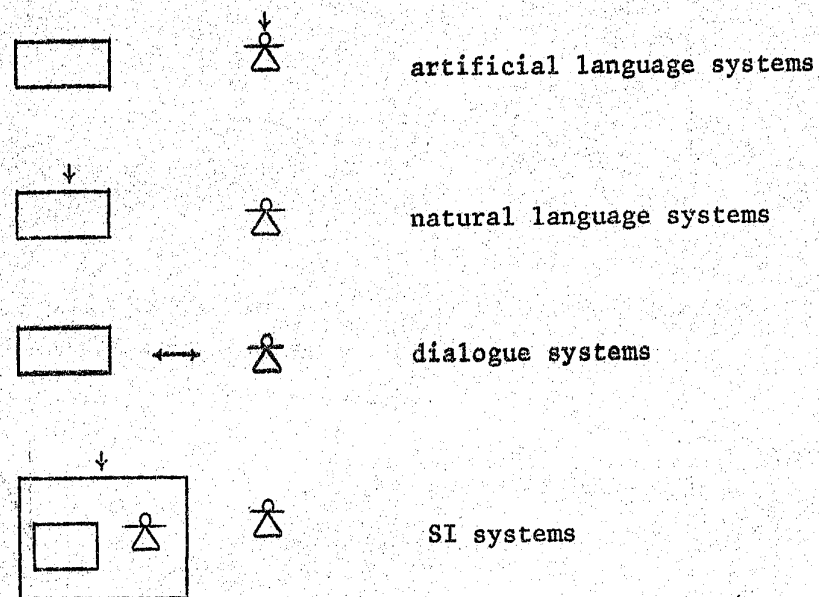 artificial language systems
natural language systems
dialogue systems
SI systems